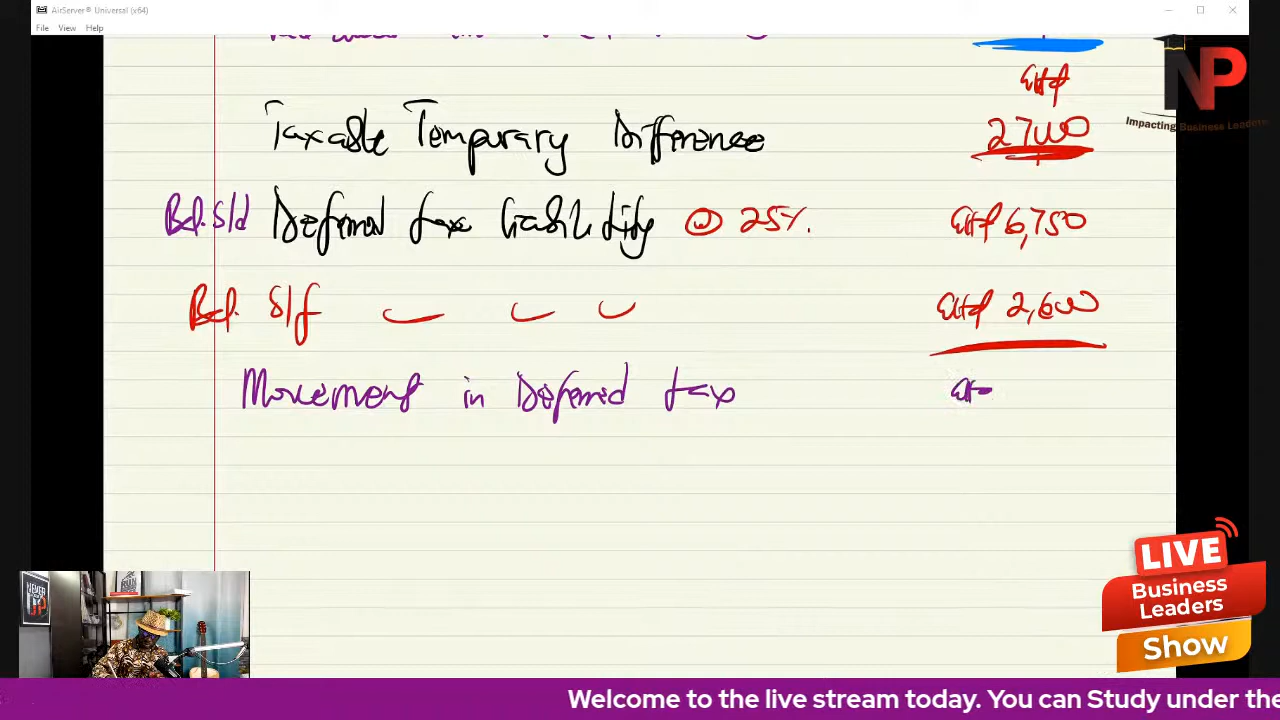 AirServer® Universal (x64)
File View Help
NP
Impacting Business Leaders
GH¢
Taxable Temporary Difference 27000
Bal. c/d Deferred tax liability @ 25% GH¢ 6,750
Bal. b/f GH¢ 2,600
Movement in Deferred tax
LIVE
Business
Leaders
Show
Welcome to the live stream today. You can Study under the